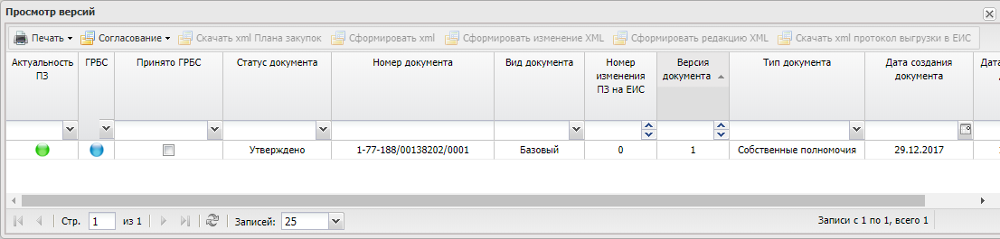 Просмотр версий
Печать Согласование Скачать xml Плана закупок Сформировать xml Сформировать изменение XML Сформировать редакцию XML Скачать xml протокол выгрузки в ЕИС
Актуальность ПЗ ГРБС Принято ГРБС Статус документа Номер документа Вид документа Номер изменения ПЗ на ЕИС Версия документа Тип документа Дата создания документа Дата
Утверждено 1-77-188/00138202/0001 Базовый 0 1 Собственные полномочия 29.12.2017
Стр. 1 из 1 Записей: 25 Записи с 1 по 1, всего 1